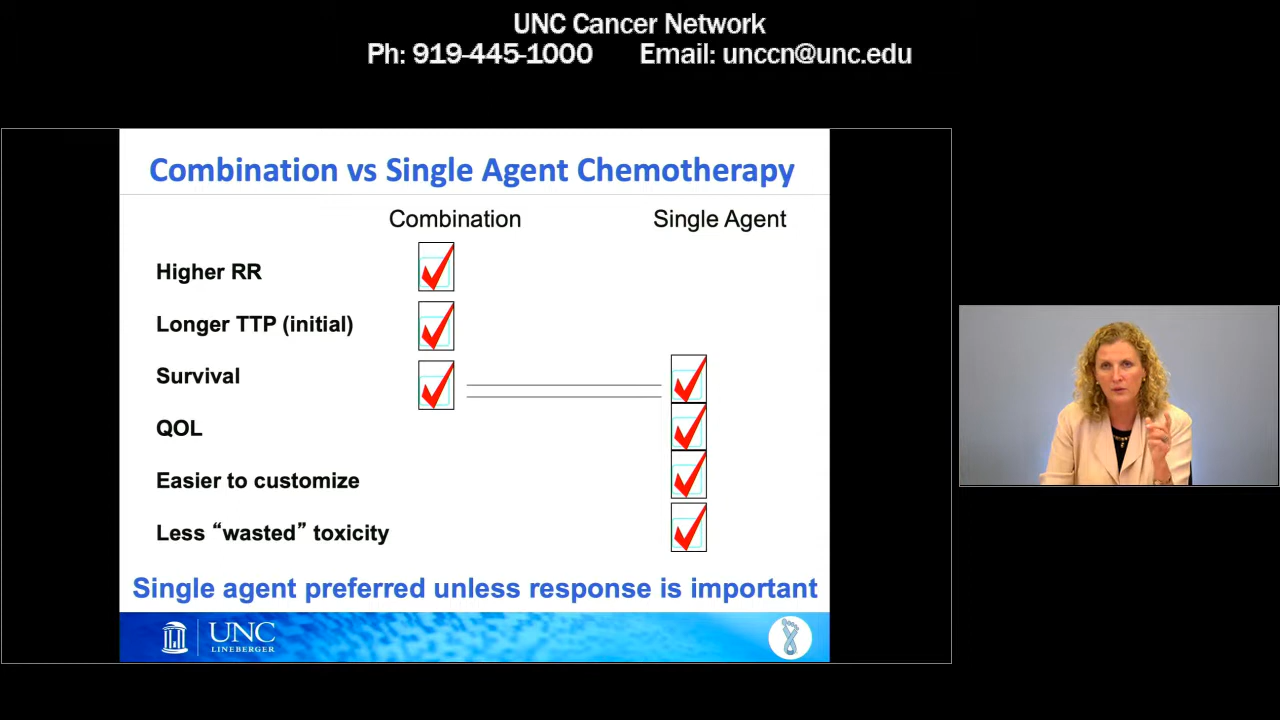 UNC Cancer Network
Ph: 919-445-1000 Email: unccn@unc.edu
Combination vs Single Agent Chemotherapy
Combination Single Agent
Higher RR
Longer TTP (initial)
Survival
QOL
Easier to customize
Less “wasted” toxicity
Single agent preferred unless response is important
UNC
LINEBERGER